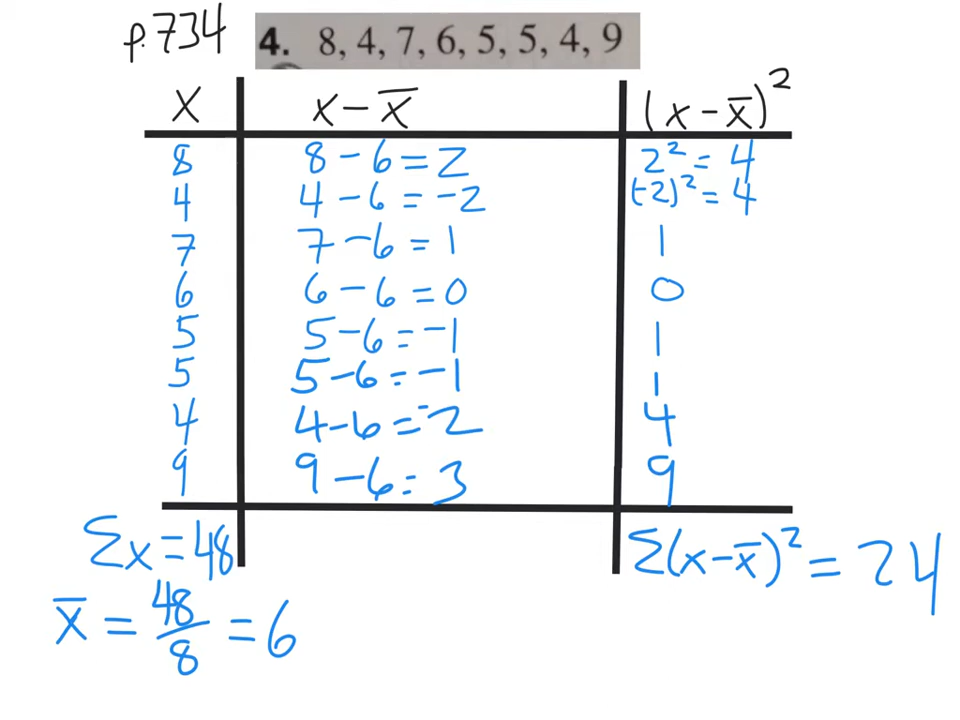 p.734 4. 8, 4, 7, 6, 5, 5, 4, 9
x x − x̄ (x − x̄)²
8 8 − 6 = 2 2² = 4
4 4 − 6 = −2 (−2)² = 4
7 7 − 6 = 1 1
6 6 − 6 = 0 0
5 5 − 6 = −1 1
5 5 − 6 = −1 1
4 4 − 6 = −2 4
9 9 − 6 = 3 9
Σx = 48 Σ(x − x̄)² = 24
x̄ = 48/8 = 6